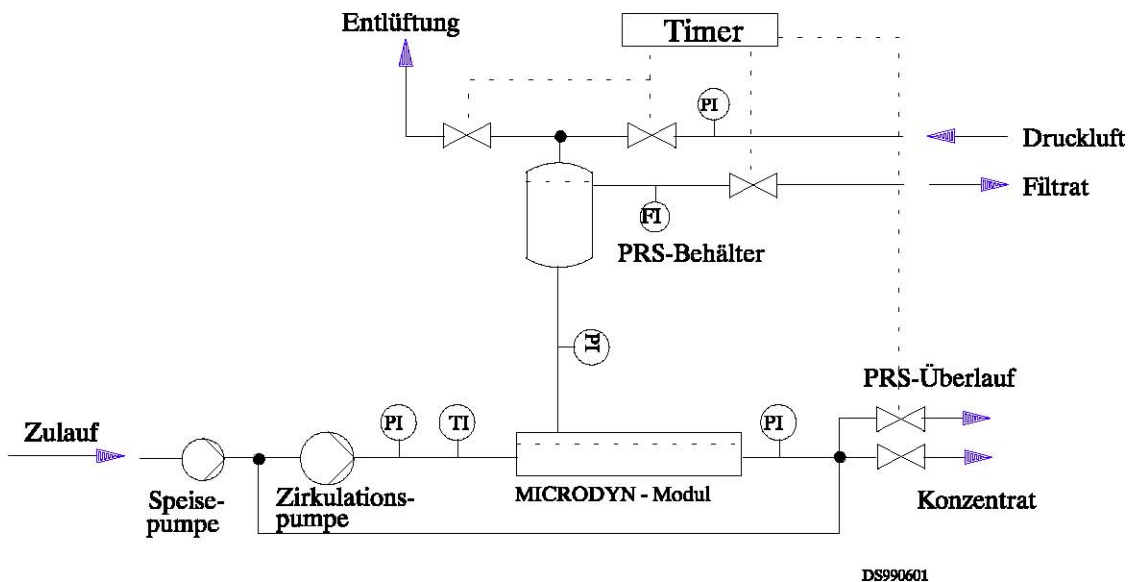 Entlüftung
Timer
PI
Druckluft
Filtrat
FI
PRS-Behälter
PI
PRS-Überlauf
Zulauf
PI
TI
PI
Speise-
pumpe
Zirkulations-
pumpe
MICRODYN - Modul
Konzentrat
DS990601